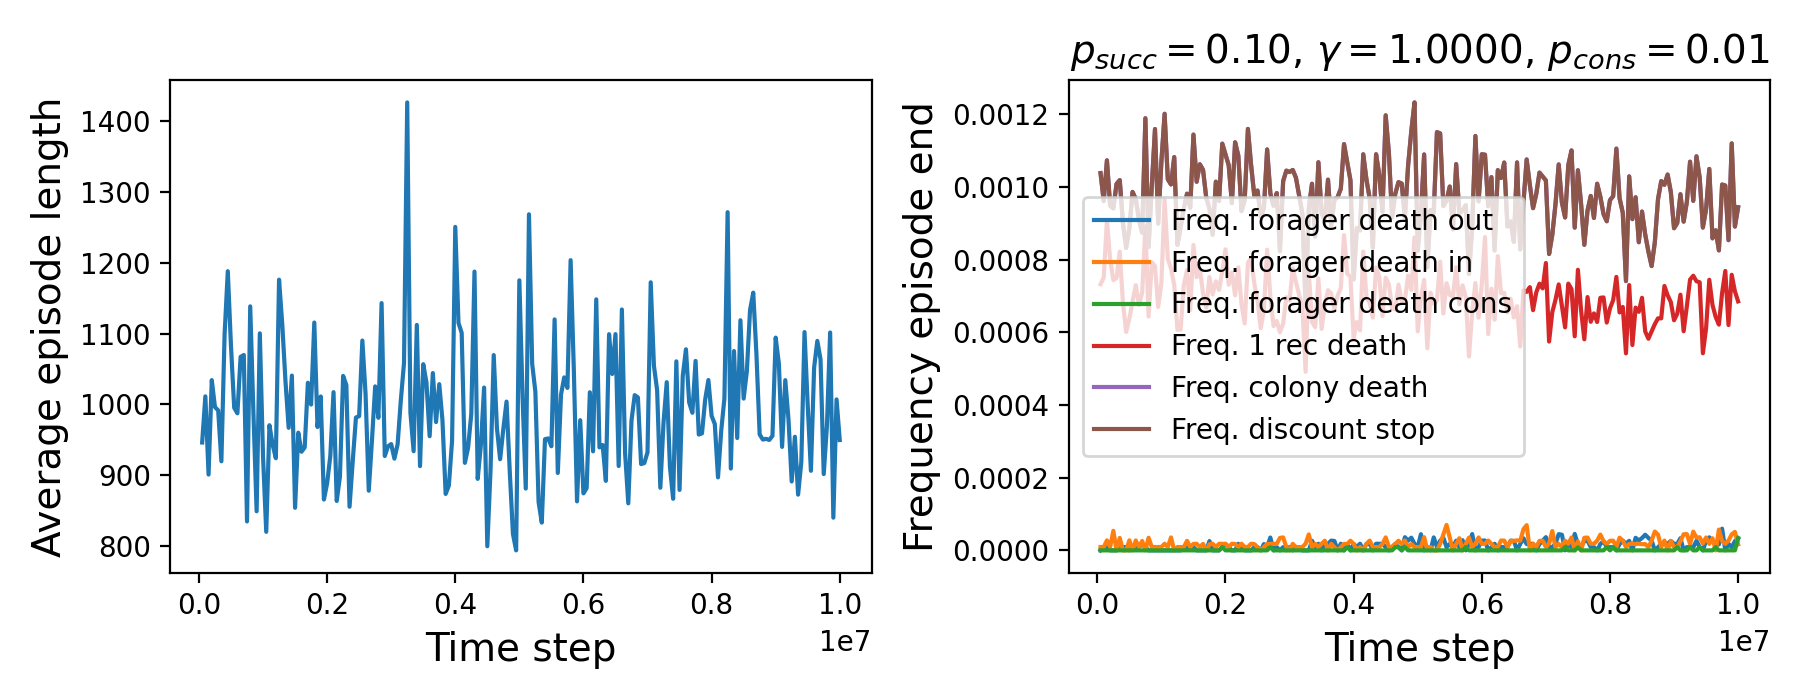 Average episode length
1400
1300
1200
1100
1000
900
800
0.0 0.2 0.4 0.6 0.8 1.0
1e7
Time step
p_succ = 0.10, γ = 1.0000, p_cons = 0.01
Frequency episode end
0.0012
0.0010
0.0008
0.0006
0.0004
0.0002
0.0000
Freq. forager death out
Freq. forager death in
Freq. forager death cons
Freq. 1 rec death
Freq. colony death
Freq. discount stop
0.0 0.2 0.4 0.6 0.8 1.0
1e7
Time step